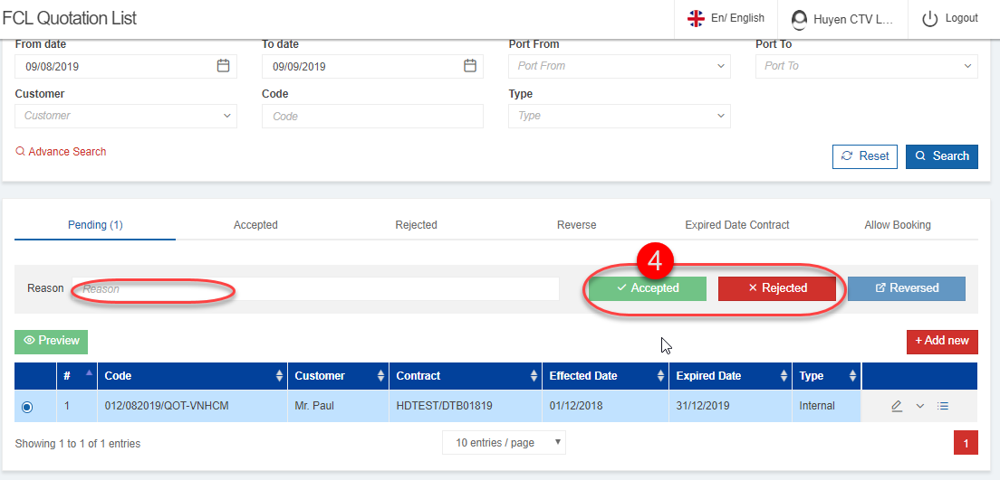 FCL Quotation List
En/ English
Huyen CTV L...
Logout
From date
To date
Port From
Port To
09/08/2019
09/09/2019
Port From
Port To
Customer
Code
Type
Customer
Code
Type
Advance Search
Reset
Search
Pending (1)
Accepted
Rejected
Reverse
Expired Date Contract
Allow Booking
4
Reason
Reason
Accepted
Rejected
Reversed
Preview
+ Add new
# Code Customer Contract Effected Date Expired Date Type
1 012/082019/QOT-VNHCM Mr. Paul HDTEST/DTB01819 01/12/2018 31/12/2019 Internal
Showing 1 to 1 of 1 entries
10 entries / page
1